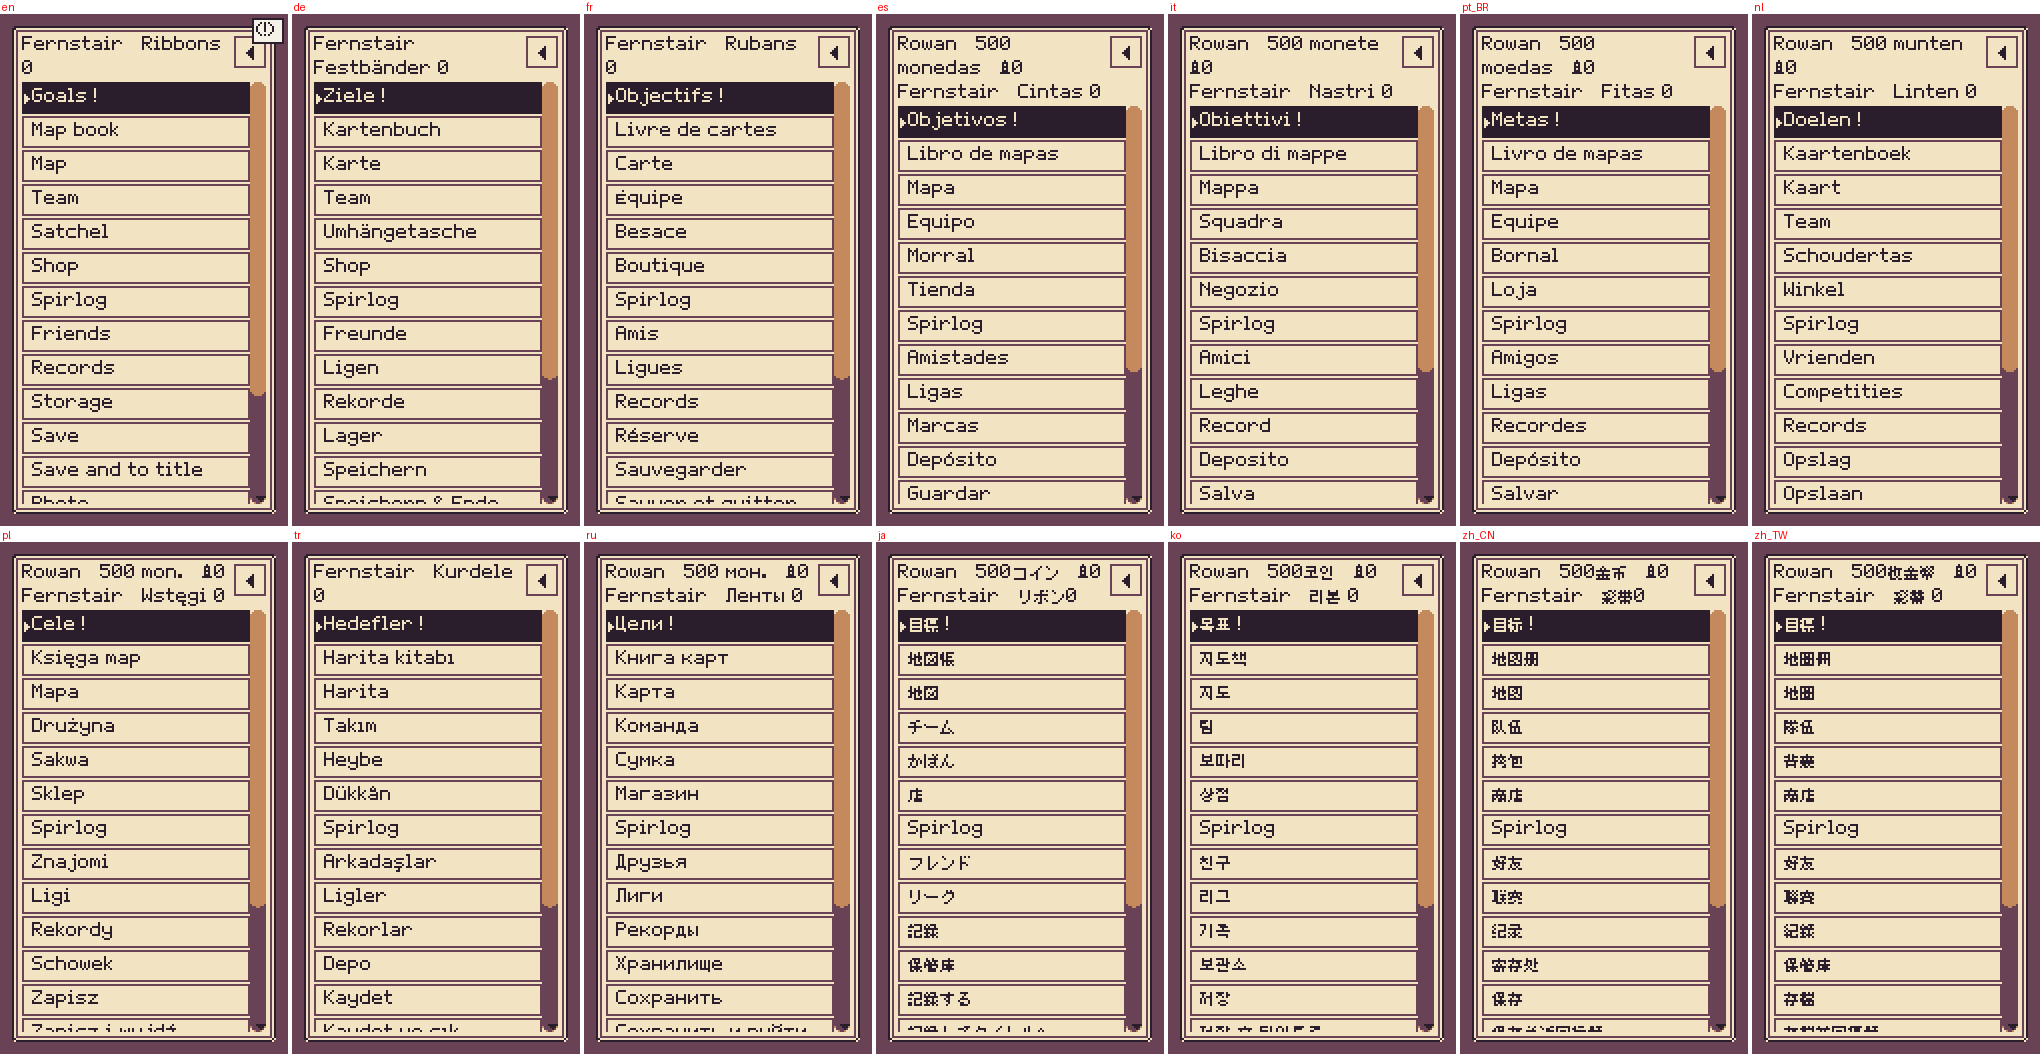 en
Fernstair Ribbons
0
Goals !
Map book
Map
Team
Satchel
Shop
Spirlog
Friends
Records
Storage
Save
Save and to title
Photo
de
Fernstair
Festbänder 0
Ziele !
Kartenbuch
Karte
Team
Umhängetasche
Shop
Spirlog
Freunde
Ligen
Rekorde
Lager
Speichern
Speichern & Ende
fr
Fernstair Rubans
0
Objectifs !
Livre de cartes
Carte
Équipe
Besace
Boutique
Spirlog
Amis
Ligues
Records
Réserve
Sauvegarder
Sauver et quitter
es
Rowan 500
monedas 0
Fernstair Cintas 0
Objetivos !
Libro de mapas
Mapa
Equipo
Morral
Tienda
Spirlog
Amistades
Ligas
Marcas
Depósito
Guardar
it
Rowan 500 monete
0
Fernstair Nastri 0
Obiettivi !
Libro di mappe
Mappa
Squadra
Bisaccia
Negozio
Spirlog
Amici
Leghe
Record
Deposito
Salva
pt_BR
Rowan 500
moedas 0
Fernstair Fitas 0
Metas !
Livro de mapas
Mapa
Equipe
Bornal
Loja
Spirlog
Amigos
Ligas
Recordes
Depósito
Salvar
nl
Rowan 500 munten
0
Fernstair Linten 0
Doelen !
Kaartenboek
Kaart
Team
Schoudertas
Winkel
Spirlog
Vrienden
Competities
Records
Opslag
Opslaan
pl
Rowan 500 mon. 0
Fernstair Wstęgi 0
Cele !
Księga map
Mapa
Drużyna
Sakwa
Sklep
Spirlog
Znajomi
Ligi
Rekordy
Schowek
Zapisz
Zapisz i wyjdź
tr
Fernstair Kurdele
0
Hedefler !
Harita kitabı
Harita
Takım
Heybe
Dükkân
Spirlog
Arkadaşlar
Ligler
Rekorlar
Depo
Kaydet
Kaydet ve çık
ru
Rowan 500 мон. 0
Fernstair Ленты 0
Цели !
Книга карт
Карта
Команда
Сумка
Магазин
Spirlog
Друзья
Лиги
Рекорды
Хранилище
Сохранить
Сохранить и выйти
ja
Rowan 500コイン 0
Fernstair リボン0
目標 !
地図帳
地図
チーム
かばん
店
Spirlog
フレンド
リーグ
記録
保管庫
記録する
ko
Rowan 500코인 0
Fernstair 리본 0
목표 !
지도책
지도
팀
보따리
상점
Spirlog
친구
리그
기록
보관소
저장
zh_CN
Rowan 500金币 0
Fernstair 彩带0
目标 !
地图册
地图
队伍
挎包
商店
Spirlog
好友
联赛
纪录
寄存处
保存
zh_TW
Rowan 500枚金幣 0
Fernstair 彩帶 0
目標 !
地圖冊
地圖
隊伍
背囊
商店
Spirlog
好友
聯賽
紀錄
保管庫
存檔